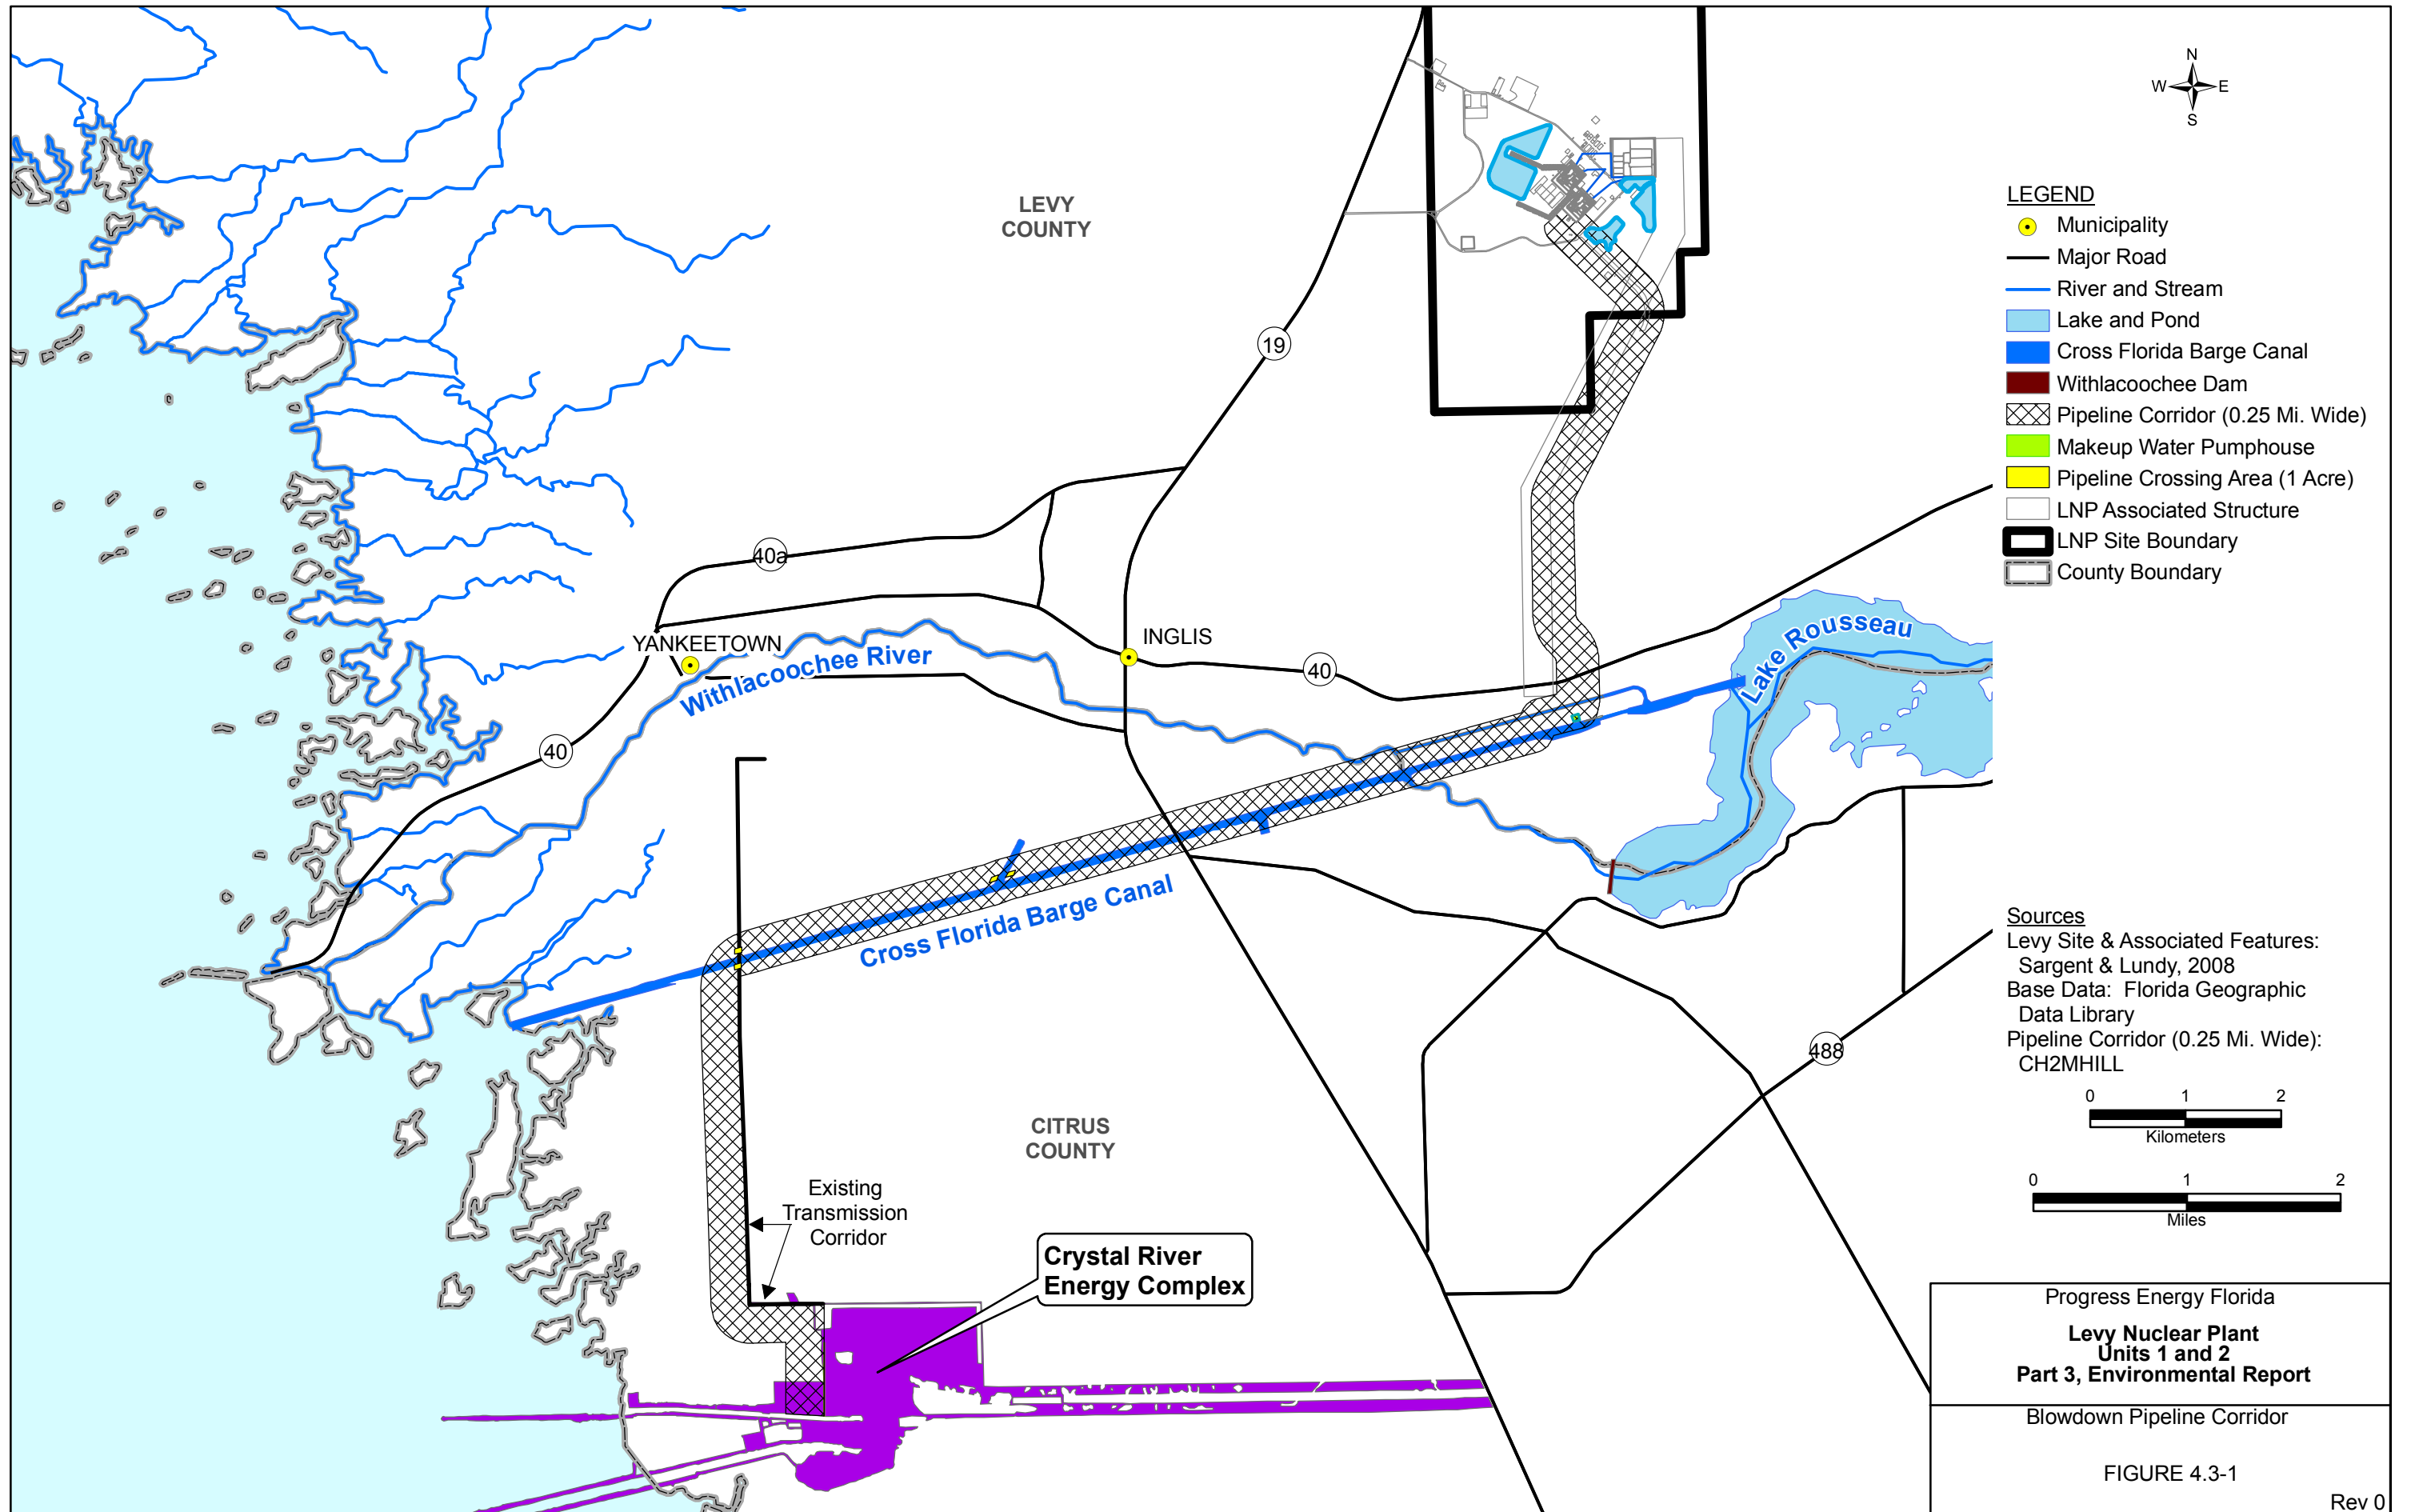 N
W E
S
LEVY
COUNTY
19
40a
YANKEETOWN
INGLIS
Withlacoochee River
40
40
Lake Rousseau
Cross Florida Barge Canal
488
CITRUS
COUNTY
Existing
Transmission
Corridor
Crystal River
Energy Complex
LEGEND
Municipality
Major Road
River and Stream
Lake and Pond
Cross Florida Barge Canal
Withlacoochee Dam
Pipeline Corridor (0.25 Mi. Wide)
Makeup Water Pumphouse
Pipeline Crossing Area (1 Acre)
LNP Associated Structure
LNP Site Boundary
County Boundary
Sources
Levy Site & Associated Features:
Sargent & Lundy, 2008
Base Data: Florida Geographic
Data Library
Pipeline Corridor (0.25 Mi. Wide):
CH2MHILL
0 1 2
Kilometers
0 1 2
Miles
Progress Energy Florida
Levy Nuclear Plant
Units 1 and 2
Part 3, Environmental Report
Blowdown Pipeline Corridor
FIGURE 4.3-1
Rev 0